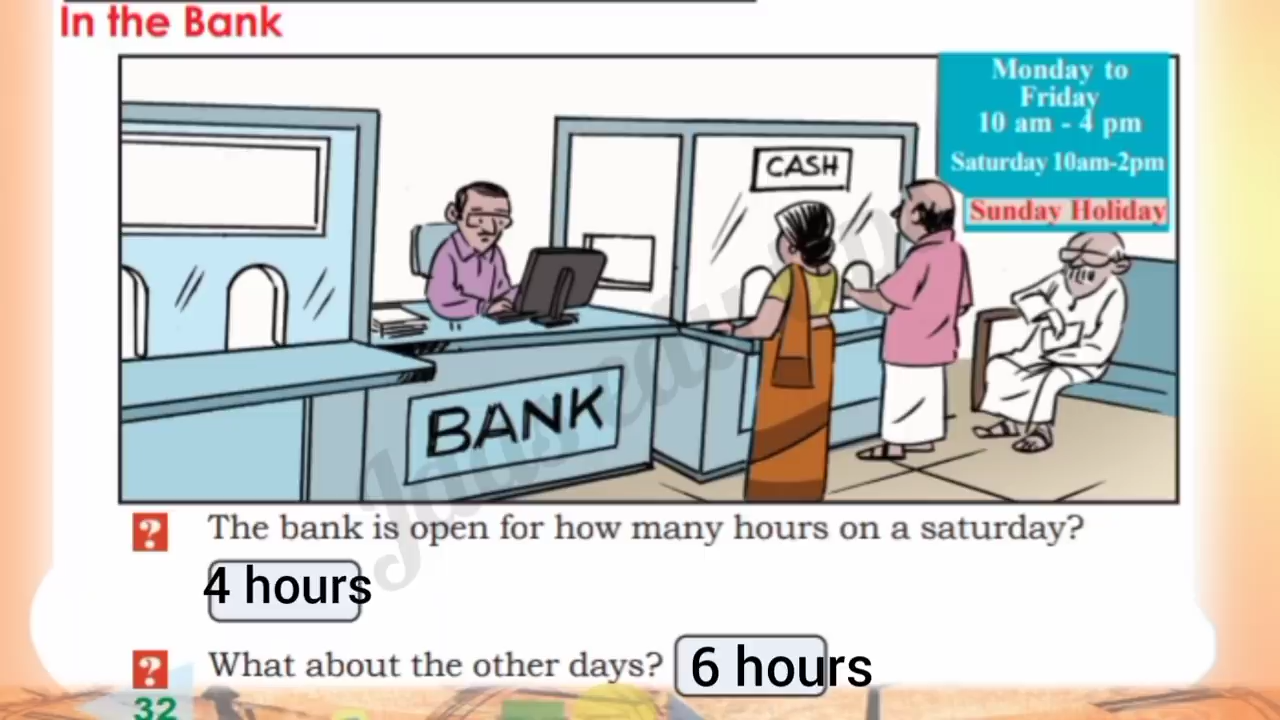 In the Bank
Monday to
Friday
10 am - 4 pm
Saturday 10am-2pm
Sunday Holiday
CASH
BANK
? The bank is open for how many hours on a saturday?
4 hours
? What about the other days? 6 hours
32